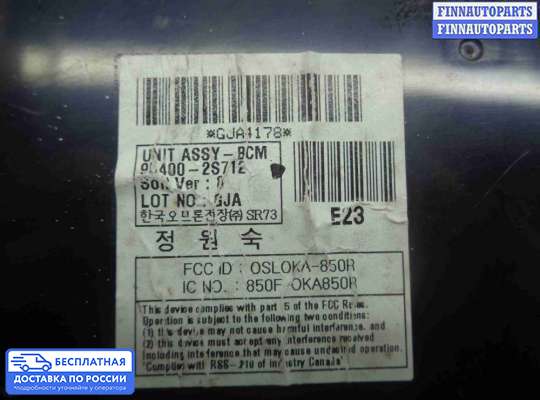 FINNAUTOPARTS
FINNAUTOPARTS
*GJA4178*
UNIT ASSY-BCM
95400-2S712
Soft Ver : 0
LOT NO : GJA
한국오므론전장㈜ SR73
E23
정 원 숙
FCC ID : OSLOKA-850R
IC NO. : 850F-OKA850R
This device complies with part 15 of the FCC Rules.
Operation is subject to the following two conditions:
(1) this device may not cause harmful interference, and
(2) this device must accept any interference received
including interference that may cause undesired operation.
"Complies with RSS-210 of Industry Canada"
БЕСПЛАТНАЯ
ДОСТАВКА ПО РОССИИ
Подробности уточняйте у оператора